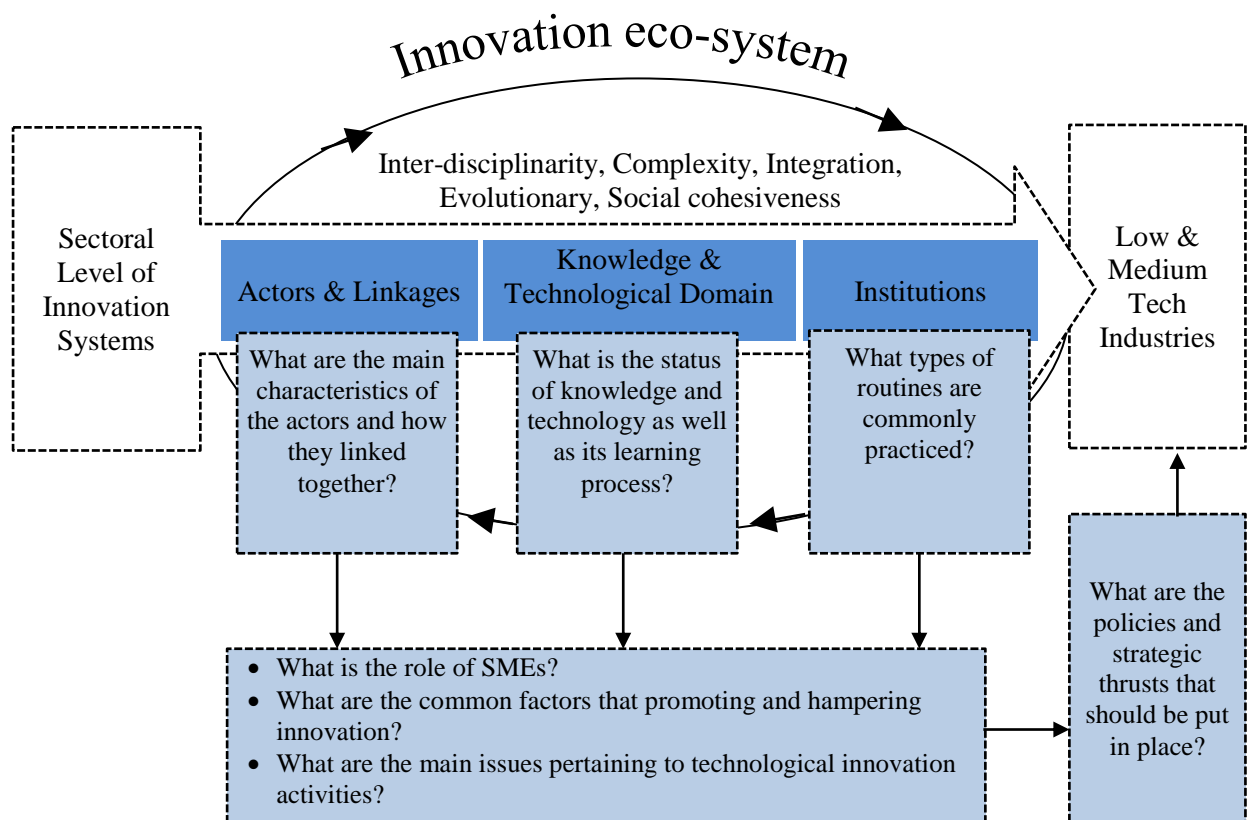 Innovation eco-system
Inter-disciplinarity, Complexity, Integration,
Evolutionary, Social cohesiveness
Sectoral
Level of
Innovation
Systems
Actors & Linkages
Knowledge &
Technological Domain
Institutions
Low &
Medium
Tech
Industries
What are the main
characteristics of
the actors and how
they linked
together?
What is the status
of knowledge and
technology as well
as its learning
process?
What types of
routines are
commonly
practiced?
• What is the role of SMEs?
• What are the common factors that promoting and hampering
innovation?
• What are the main issues pertaining to technological innovation
activities?
What are the
policies and
strategic
thrusts that
should be put
in place?